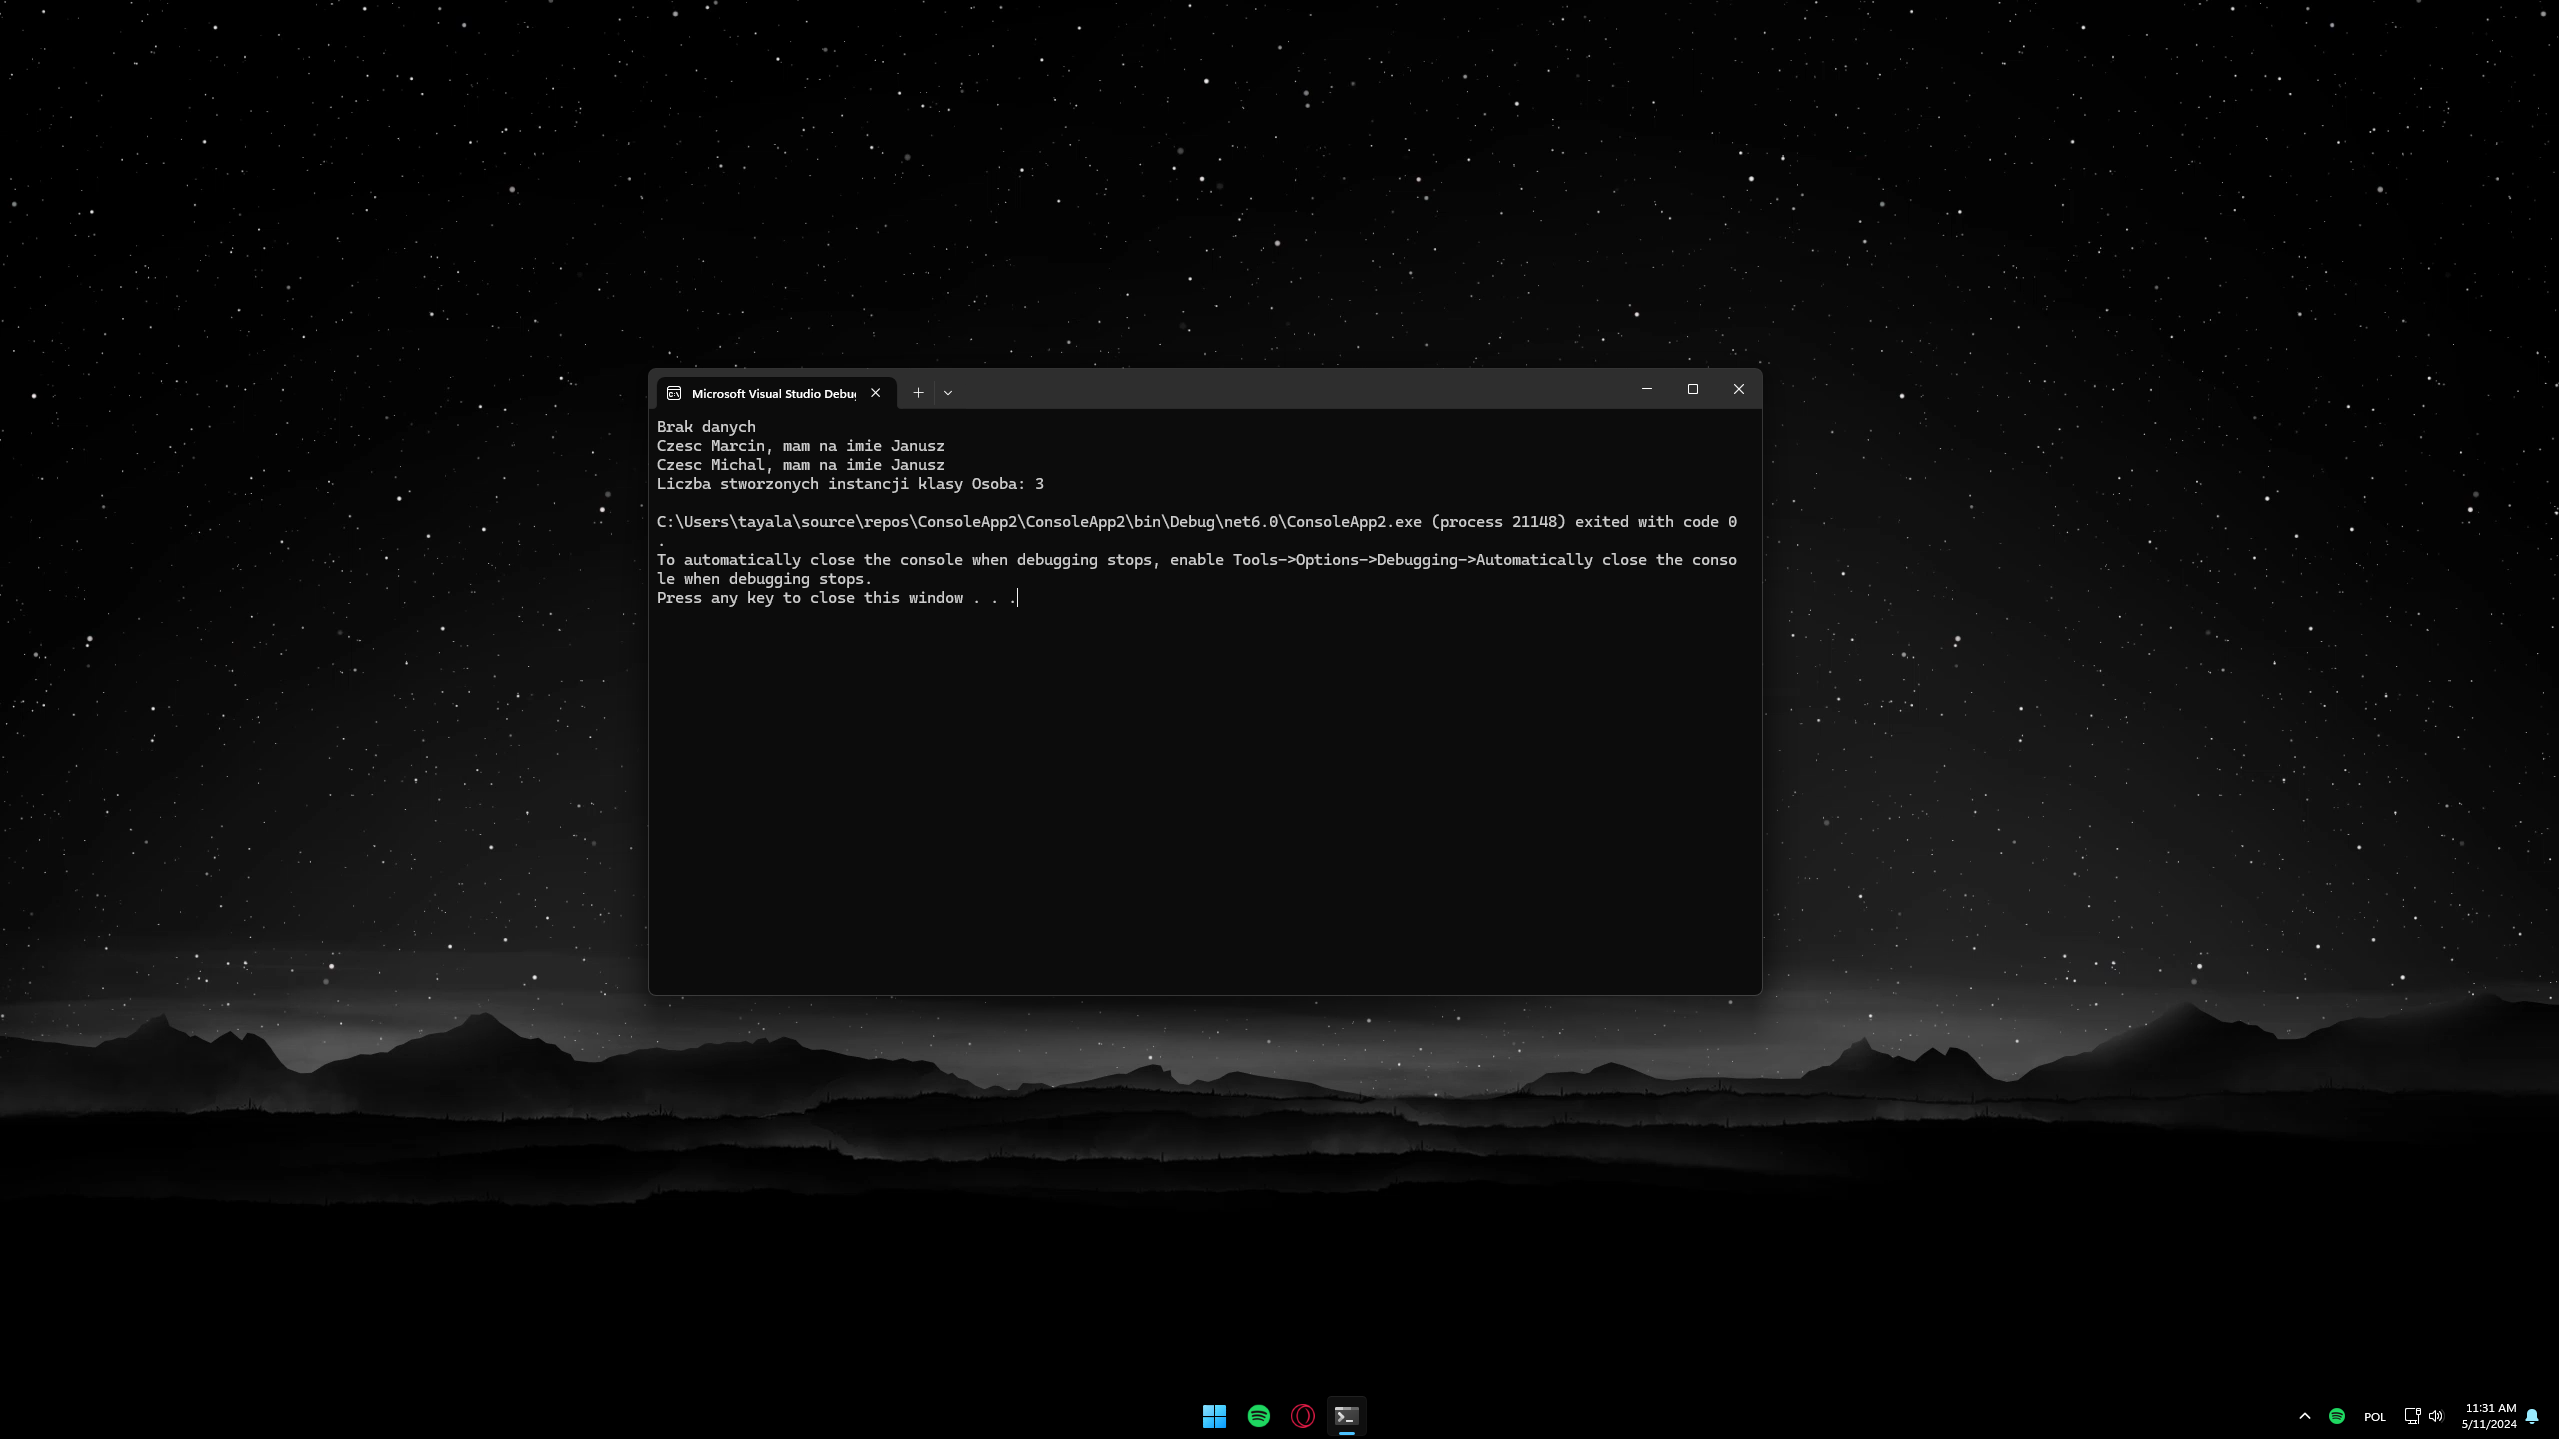 Microsoft Visual Studio Debug
Brak danych
Czesc Marcin, mam na imie Janusz
Czesc Michal, mam na imie Janusz
Liczba stworzonych instancji klasy Osoba: 3
C:\Users\tayala\source\repos\ConsoleApp2\ConsoleApp2\bin\Debug\net6.0\ConsoleApp2.exe (process 21148) exited with code 0
.
To automatically close the console when debugging stops, enable Tools->Options->Debugging->Automatically close the conso
le when debugging stops.
Press any key to close this window . . .
POL
11:31 AM
5/11/2024